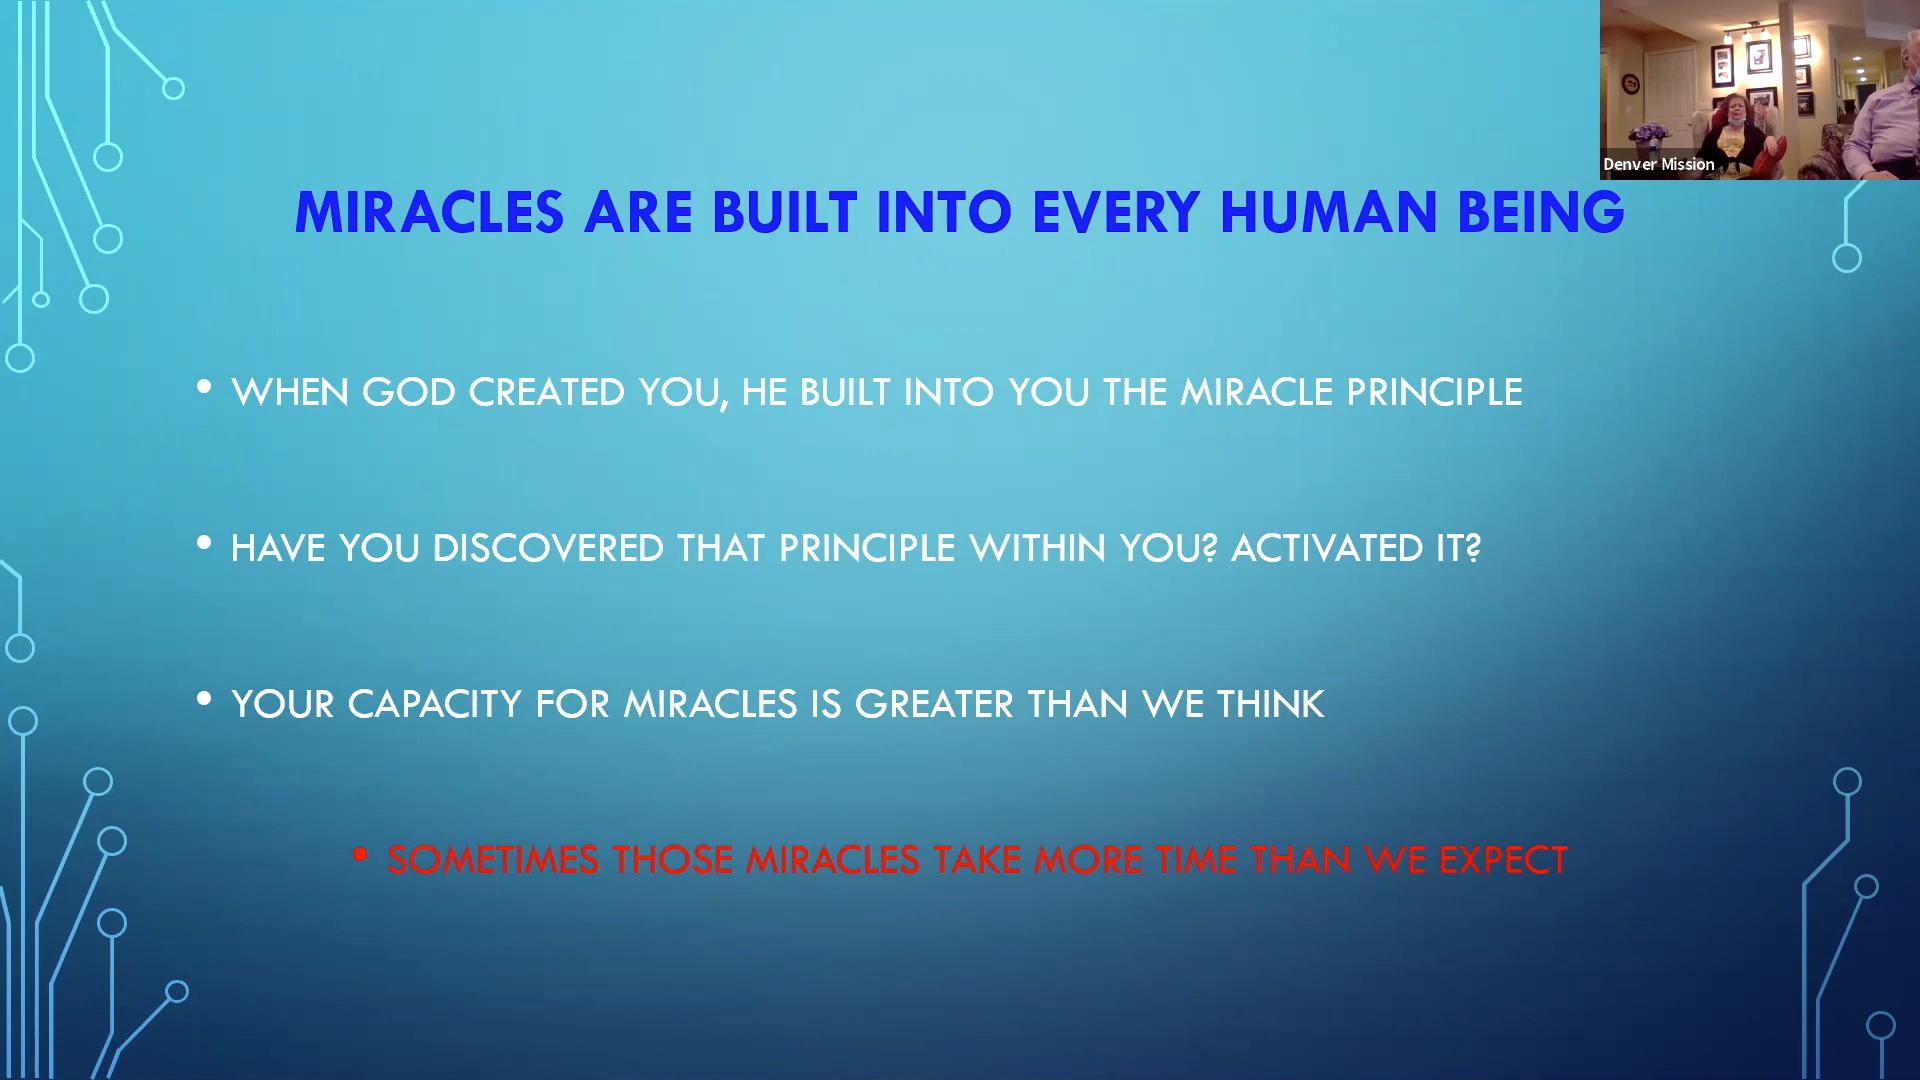 Denver Mission
MIRACLES ARE BUILT INTO EVERY HUMAN BEING
• WHEN GOD CREATED YOU, HE BUILT INTO YOU THE MIRACLE PRINCIPLE
• HAVE YOU DISCOVERED THAT PRINCIPLE WITHIN YOU? ACTIVATED IT?
• YOUR CAPACITY FOR MIRACLES IS GREATER THAN WE THINK
• SOMETIMES THOSE MIRACLES TAKE MORE TIME THAN WE EXPECT